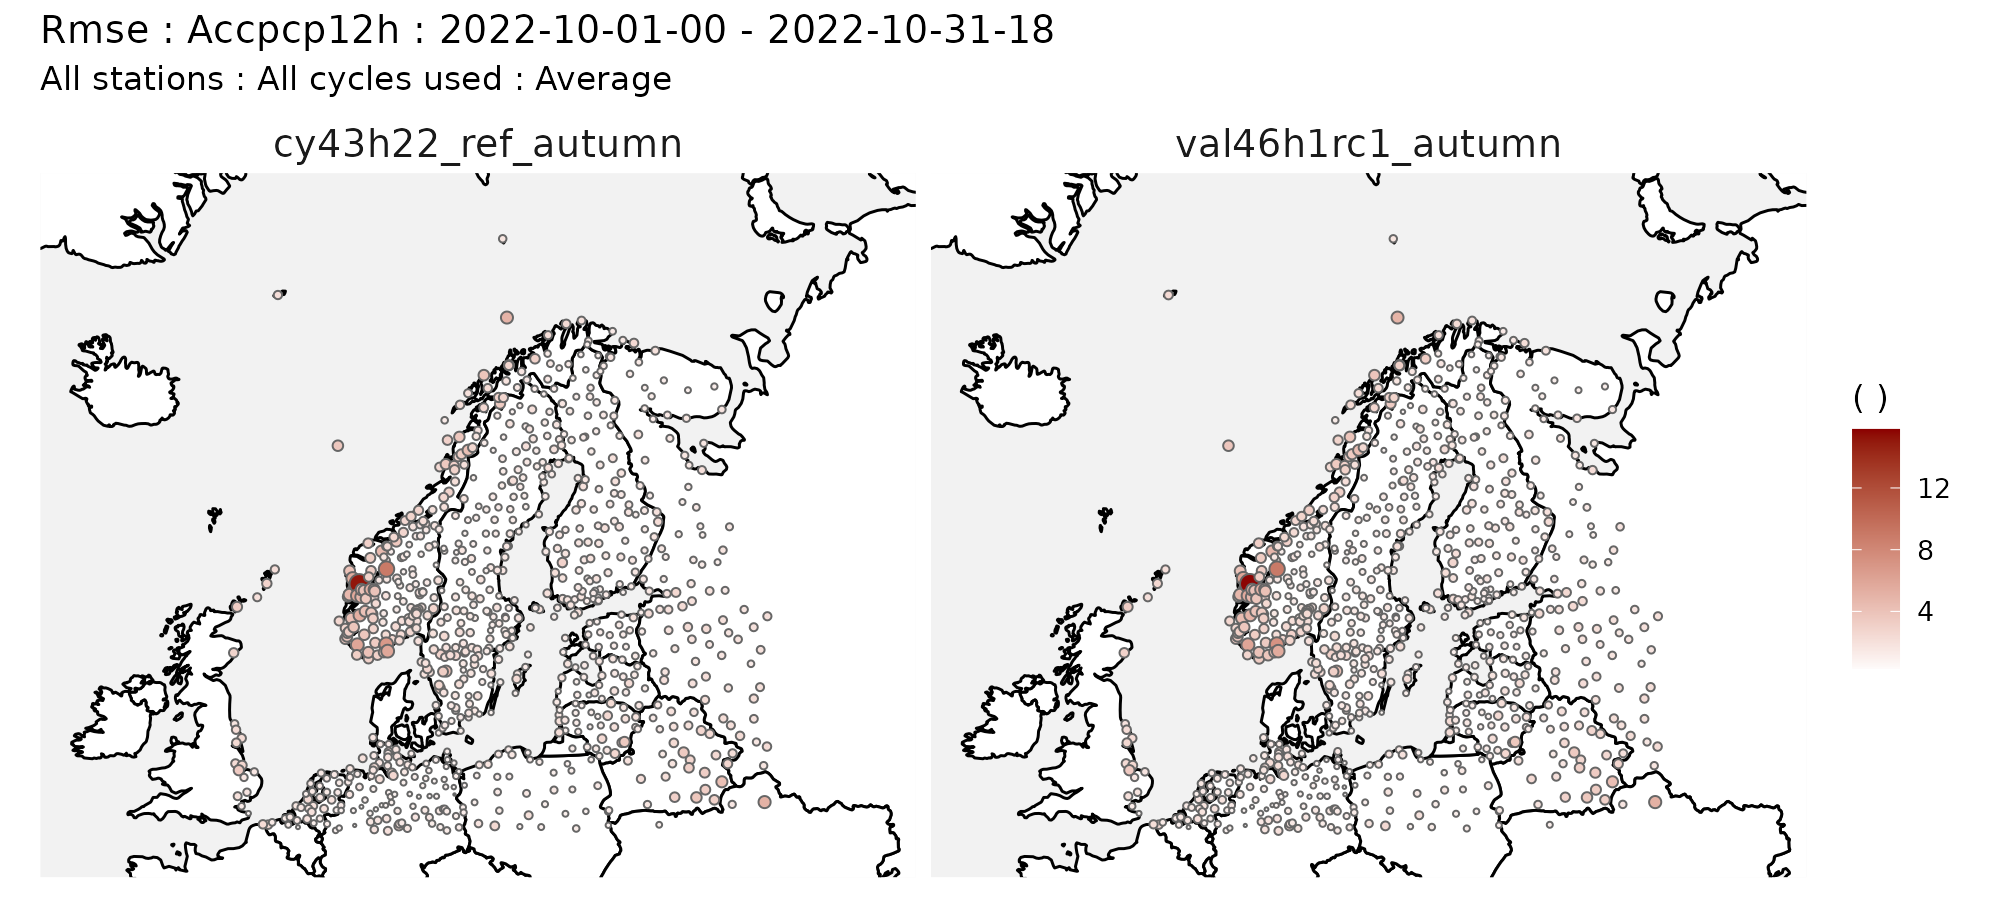 Rmse : Accpcp12h : 2022-10-01-00 - 2022-10-31-18
All stations : All cycles used : Average
cy43h22_ref_autumn
val46h1rc1_autumn
( )
12
8
4